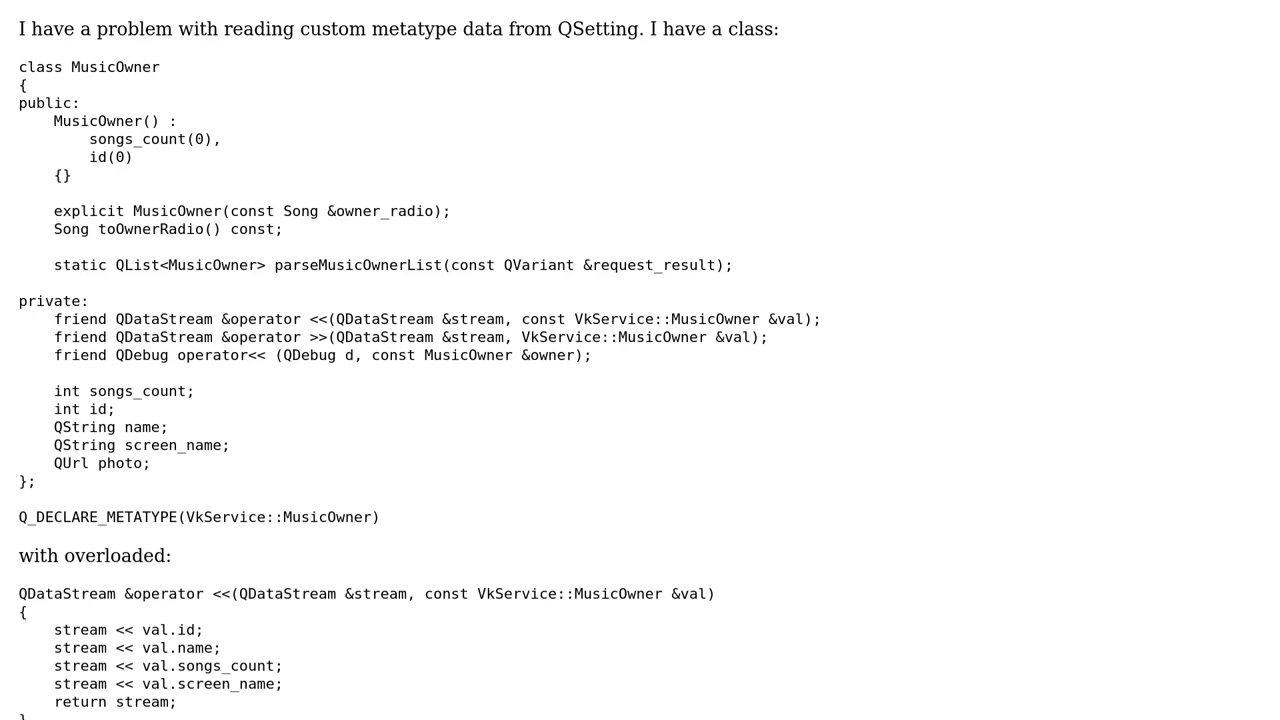 I have a problem with reading custom metatype data from QSetting. I have a class:
class MusicOwner
{
public:
    MusicOwner() :
        songs_count(0),
        id(0)
    {}
    explicit MusicOwner(const Song &owner_radio);
    Song toOwnerRadio() const;
    static QList<MusicOwner> parseMusicOwnerList(const QVariant &request_result);
private:
    friend QDataStream &operator <<(QDataStream &stream, const VkService::MusicOwner &val);
    friend QDataStream &operator >>(QDataStream &stream, VkService::MusicOwner &val);
    friend QDebug operator<< (QDebug d, const MusicOwner &owner);
    int songs_count;
    int id;
    QString name;
    QString screen_name;
    QUrl photo;
};
Q_DECLARE_METATYPE(VkService::MusicOwner)
with overloaded:
QDataStream &operator <<(QDataStream &stream, const VkService::MusicOwner &val)
{
    stream << val.id;
    stream << val.name;
    stream << val.songs_count;
    stream << val.screen_name;
    return stream;
}